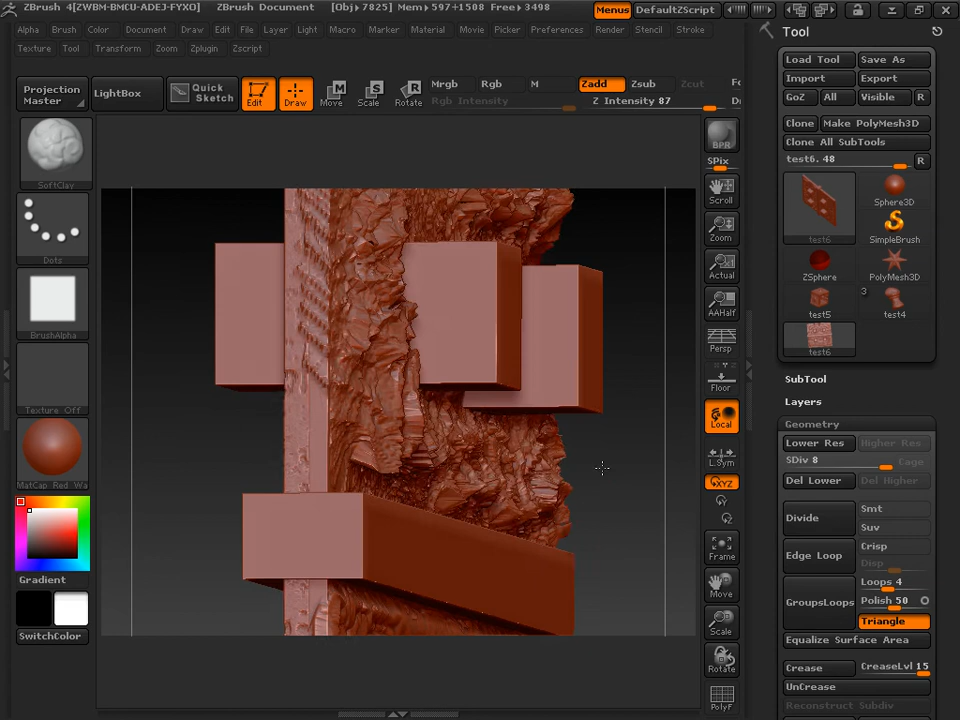 ZBrush 4[ZWBM-BMCU-ADEJ-FYXO] ZBrush Document [Obj▸7825] Mem▸597+1508 Free▸3498 Menus DefaultZScript
Alpha Brush Color Document Draw Edit File Layer Light Macro Marker Material Movie Picker Preferences Render Stencil Stroke
Texture Tool Transform Zoom Zplugin Zscript
Tool
Load Tool Save As
Import Export
GoZ All Visible R
Clone Make PolyMesh3D
Clone All SubTools
test6. 48 R
test6 Sphere3D
SimpleBrush
ZSphere PolyMesh3D
test5 3 test4
test6
SubTool
Layers
Geometry
Lower Res Higher Res
SDiv 8 Cage
Del Lower Del Higher
Divide Smt
Suv
Edge Loop Crisp
Disp
GroupsLoops Loops 4
Polish 50
Triangle
Equalize Surface Area
Crease CreaseLvl 15
UnCrease
Reconstruct Subdiv
Projection Master
LightBox
Quick Sketch
Edit Draw Move Scale Rotate
Mrgb Rgb M Zadd Zsub Zcut Fo
Rgb Intensity Z Intensity 87
SoftClay
Dots
BrushAlpha
Texture Off
MatCap Red Wa
Gradient
SwitchColor
BPR
SPix
Scroll
Zoom
Actual
AAHalf
Persp
Floor
Local
L.Sym
XYZ
Y
Z
Frame
Move
Scale
Rotate
PolyF